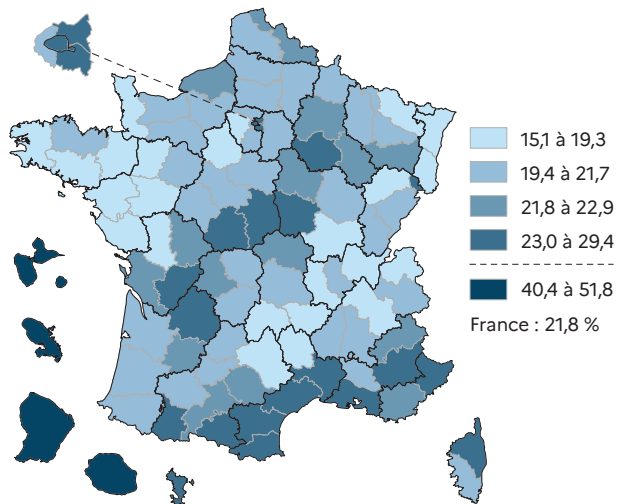 15,1 à 19,3
19,4 à 21,7
21,8 à 22,9
23,0 à 29,4
40,4 à 51,8
France : 21,8 %